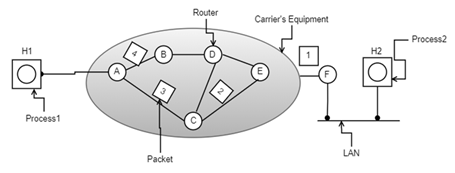 Router
Carrier's Equipment
Process2
H1
H2
4
B
D
1
A
E
F
3
2
Process1
C
Packet
LAN